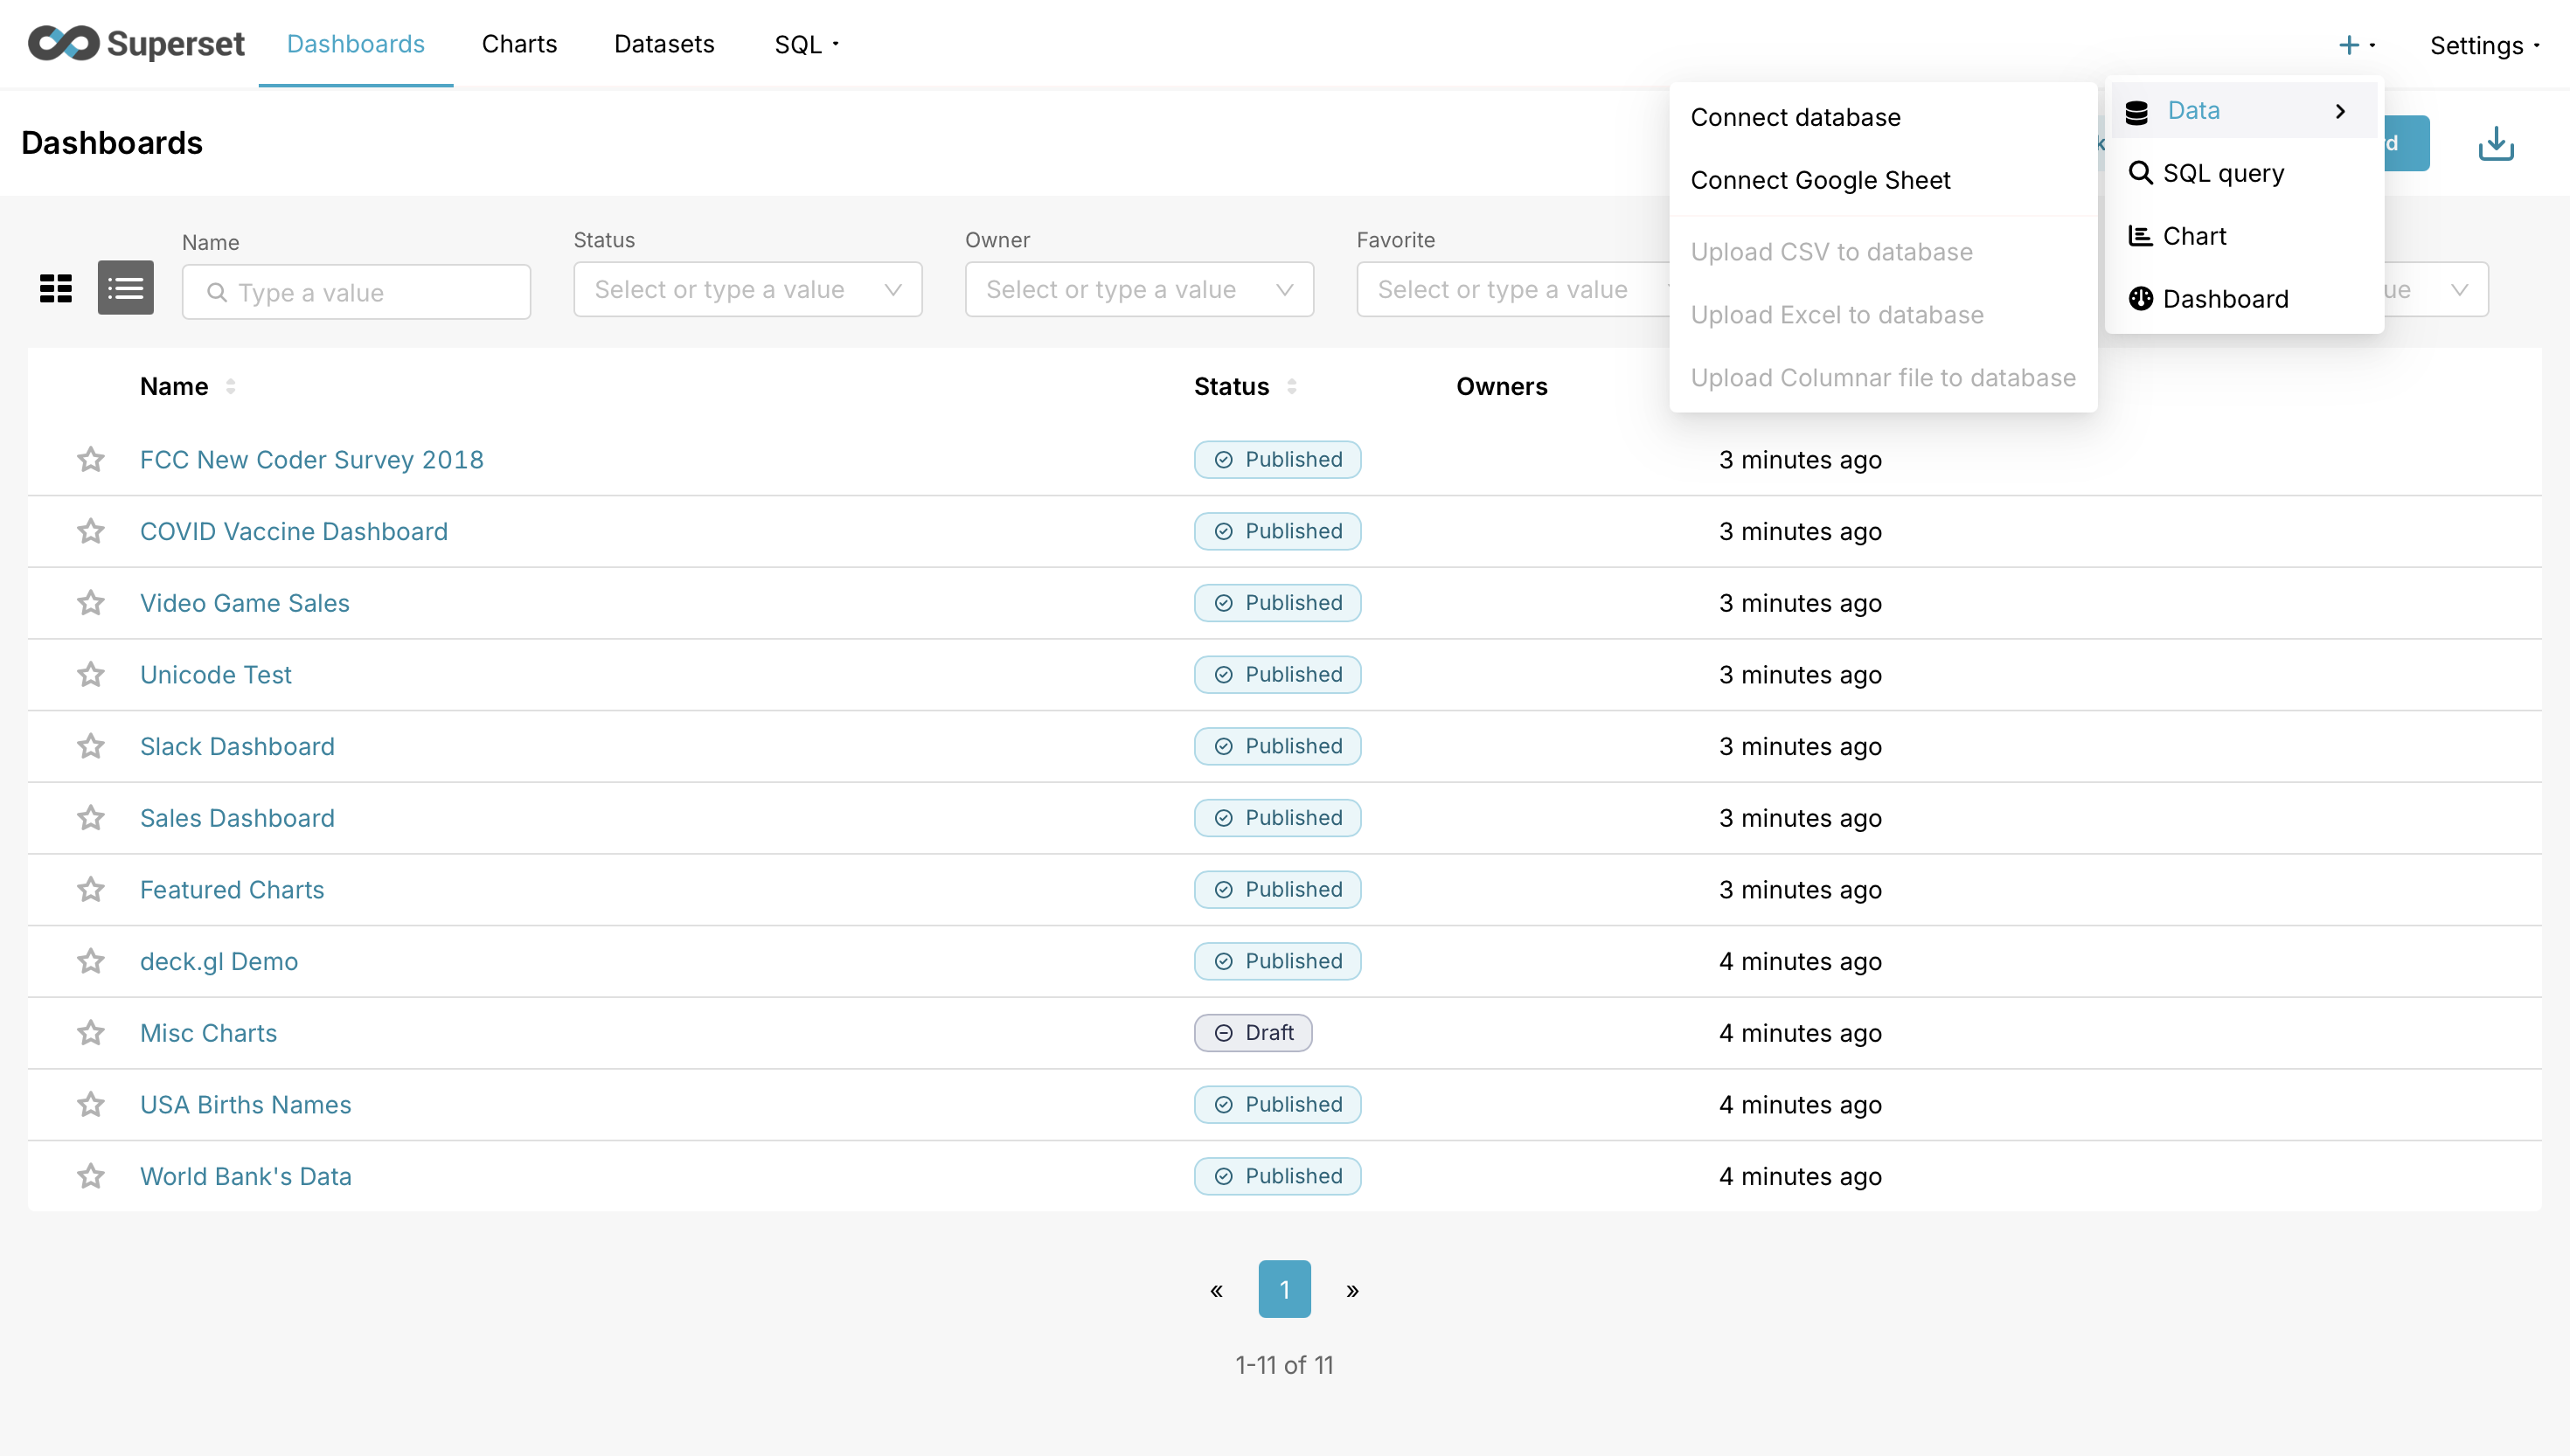 Superset Dashboards Charts Datasets SQL Settings
Dashboards
Data
SQL query
Chart
Dashboard
Connect database
Connect Google Sheet
Upload CSV to database
Upload Excel to database
Upload Columnar file to database
Name Status Owner Favorite
Type a value Select or type a value Select or type a value Select or type a value
Name Status Owners
FCC New Coder Survey 2018 Published 3 minutes ago
COVID Vaccine Dashboard Published 3 minutes ago
Video Game Sales Published 3 minutes ago
Unicode Test Published 3 minutes ago
Slack Dashboard Published 3 minutes ago
Sales Dashboard Published 3 minutes ago
Featured Charts Published 3 minutes ago
deck.gl Demo Published 4 minutes ago
Misc Charts Draft 4 minutes ago
USA Births Names Published 4 minutes ago
World Bank's Data Published 4 minutes ago
« 1 »
1-11 of 11